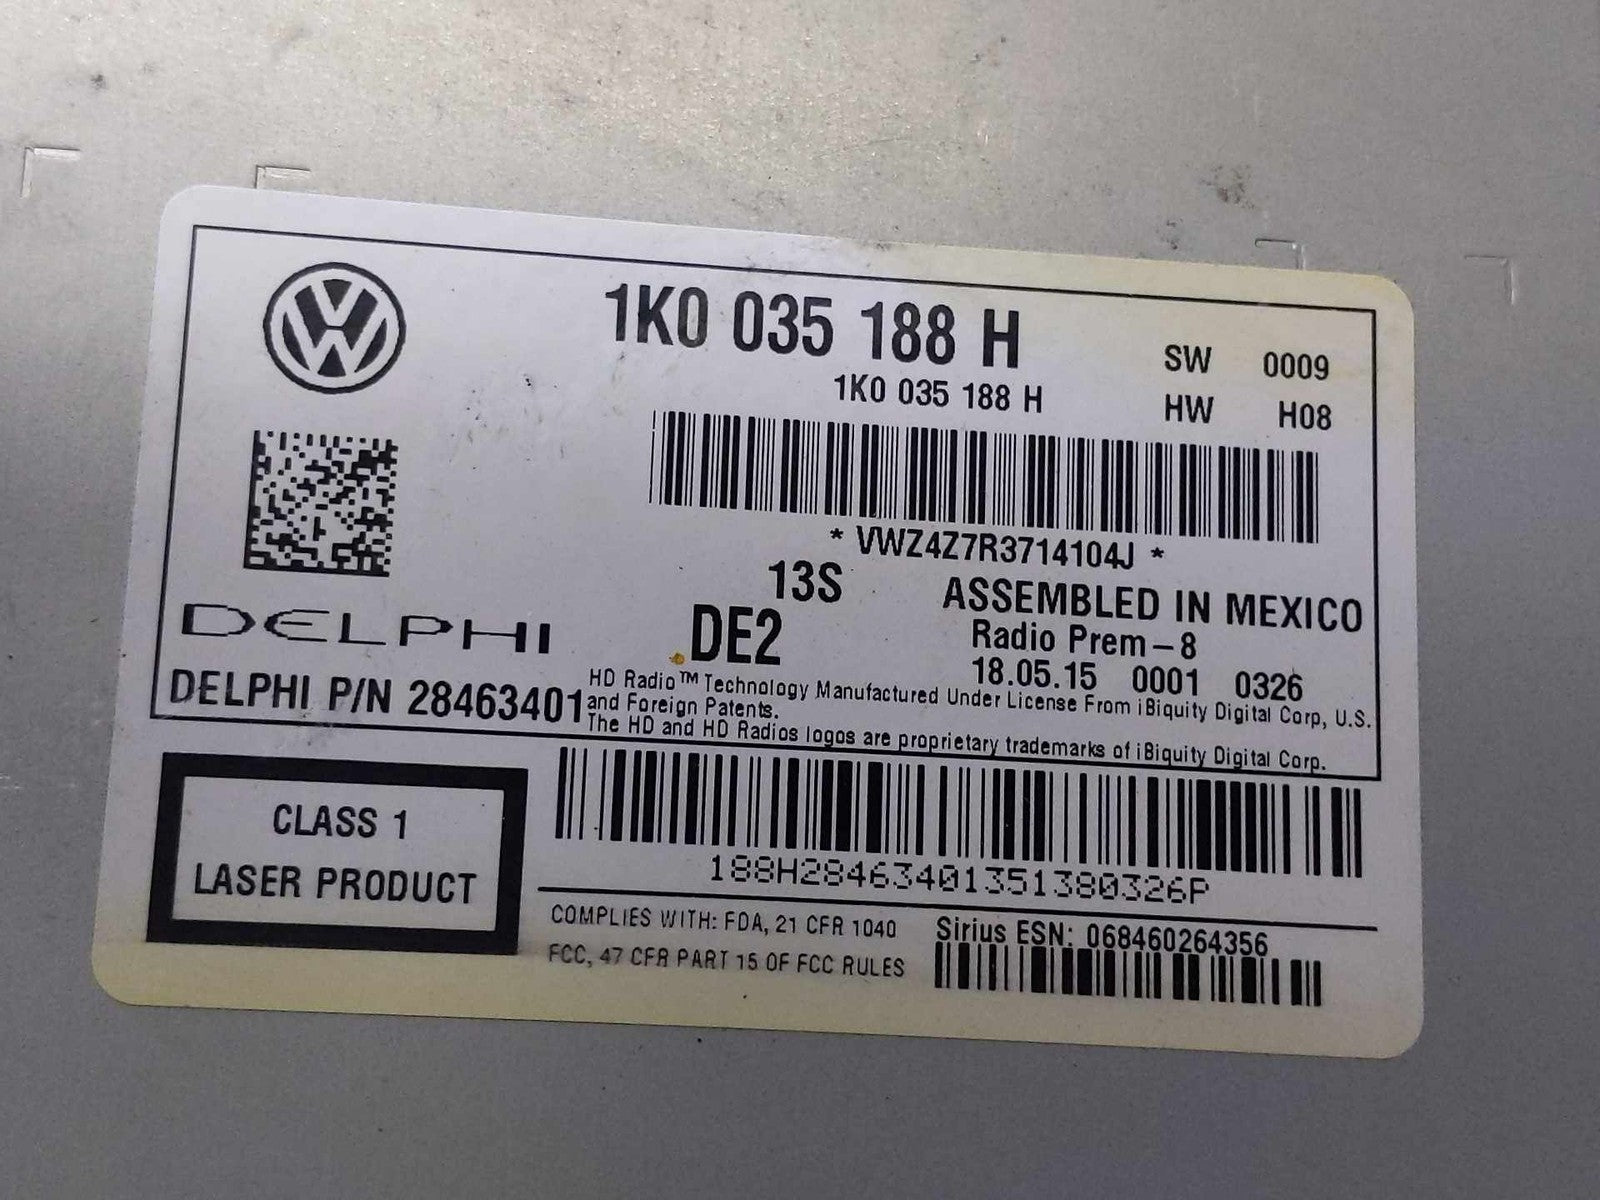 1K0 035 188 H
1K0 035 188 H
SW 0009
HW H08
* VWZ4Z7R3714104J *
13S
DE2
ASSEMBLED IN MEXICO
Radio Prem-8
18.05.15 0001 0326
DELPHI
DELPHI P/N 28463401
HD Radio™ Technology Manufactured Under License From iBiquity Digital Corp, U.S.
and Foreign Patents.
The HD and HD Radios logos are proprietary trademarks of iBiquity Digital Corp.
CLASS 1
LASER PRODUCT
188H28463401351380326P
COMPLIES WITH: FDA, 21 CFR 1040
FCC, 47 CFR PART 15 OF FCC RULES
Sirius ESN: 068460264356